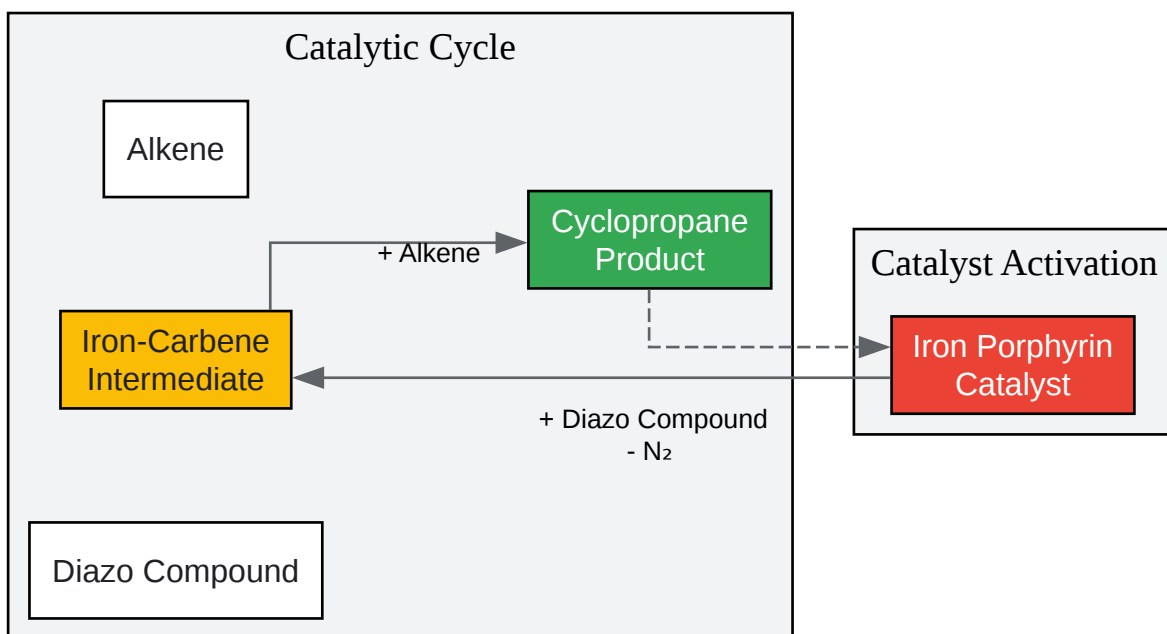 Catalytic Cycle
Alkene
Cyclopropane
Product
+ Alkene
Iron-Carbene
Intermediate
+ Diazo Compound
- N₂
Diazo Compound
Catalyst Activation
Iron Porphyrin
Catalyst